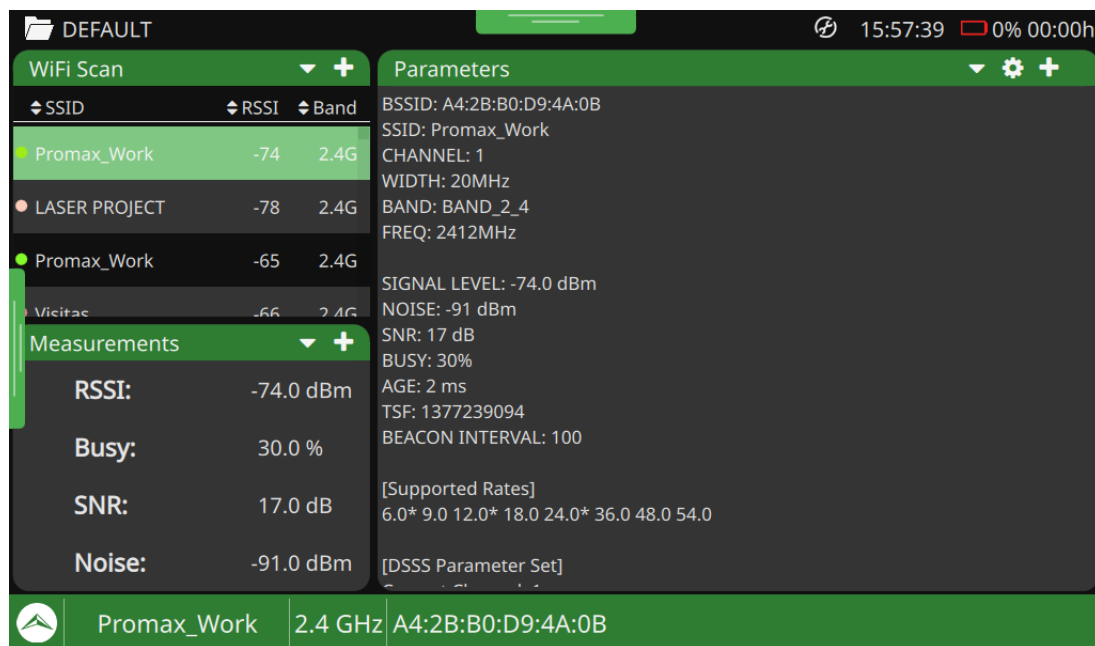 DEFAULT
15:57:39 0% 00:00h
WiFi Scan
SSID RSSI Band
Promax_Work -74 2.4G
LASER PROJECT -78 2.4G
Promax_Work -65 2.4G
Visitas -66 2.4G
Measurements
RSSI: -74.0 dBm
Busy: 30.0 %
SNR: 17.0 dB
Noise: -91.0 dBm
Parameters
BSSID: A4:2B:B0:D9:4A:0B
SSID: Promax_Work
CHANNEL: 1
WIDTH: 20MHz
BAND: BAND_2_4
FREQ: 2412MHz
SIGNAL LEVEL: -74.0 dBm
NOISE: -91 dBm
SNR: 17 dB
BUSY: 30%
AGE: 2 ms
TSF: 1377239094
BEACON INTERVAL: 100
[Supported Rates]
6.0* 9.0 12.0* 18.0 24.0* 36.0 48.0 54.0
[DSSS Parameter Set]
Promax_Work 2.4 GHz A4:2B:B0:D9:4A:0B